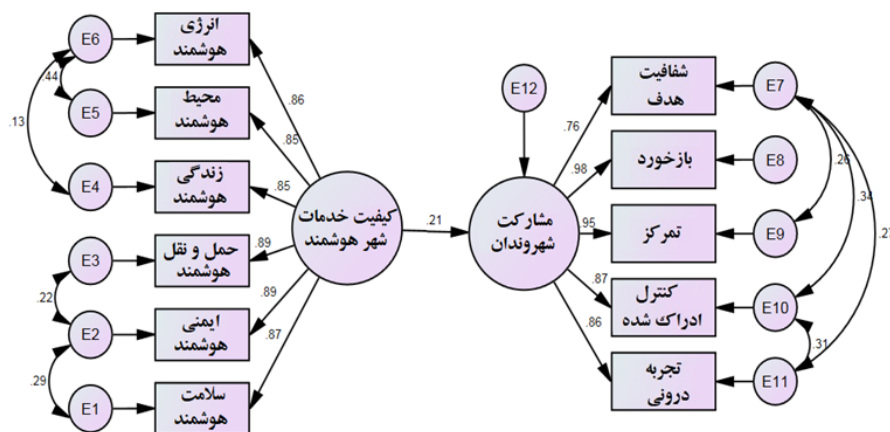 E6
انرژی
هوشمند
.44
.86
E5
محیط
هوشمند
.85
.13
E4
زندگی
هوشمند
.85
کیفیت خدمات
شهر هوشمند
E3
حمل و نقل
هوشمند
.89
.22
E2
ایمنی
هوشمند
.89
.29
E1
سلامت
هوشمند
.87
.21
E12
مشارکت
شهروندان
.76
شفافیت
هدف
E7
.98
بازخورد
E8
.26
.95
تمرکز
E9
.34
.27
.87
کنترل
ادراک شده
E10
.31
.86
تجربه
درونی
E11